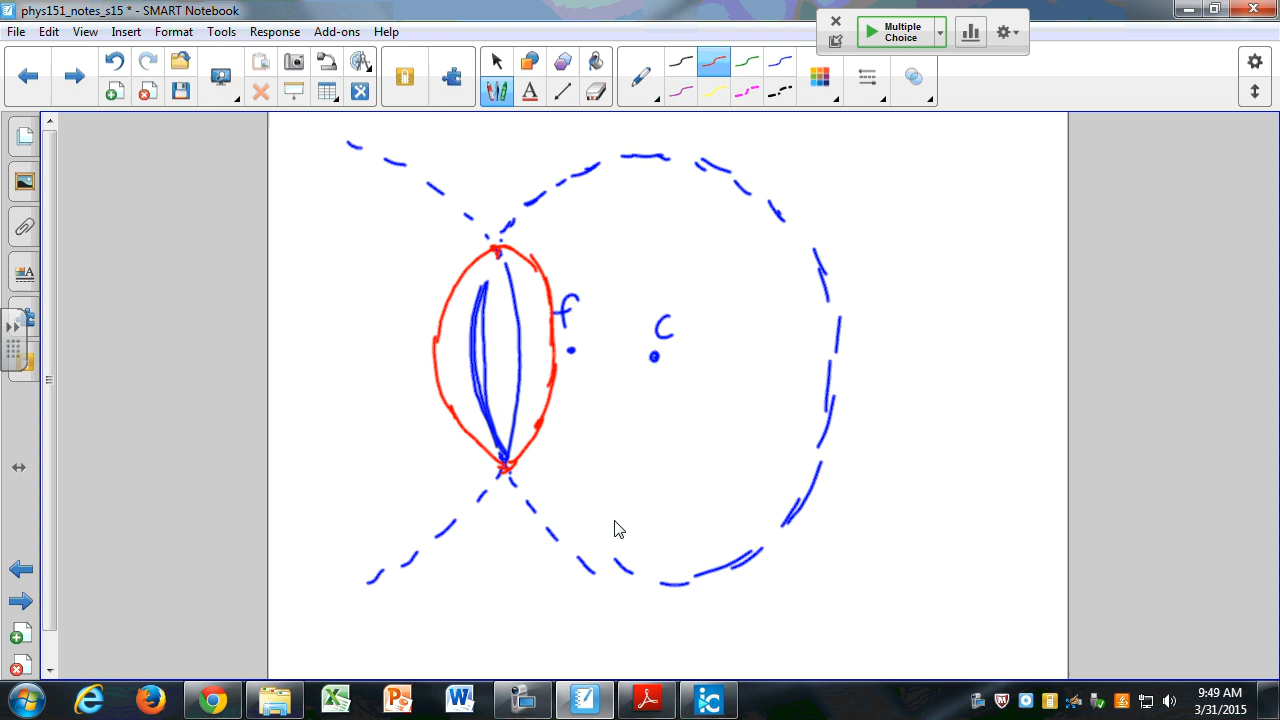 phys151_notes_s15 * - SMART Notebook
File Edit View Insert Format Tools Response Add-ons Help
Multiple
Choice
f
C
9:49 AM
3/31/2015